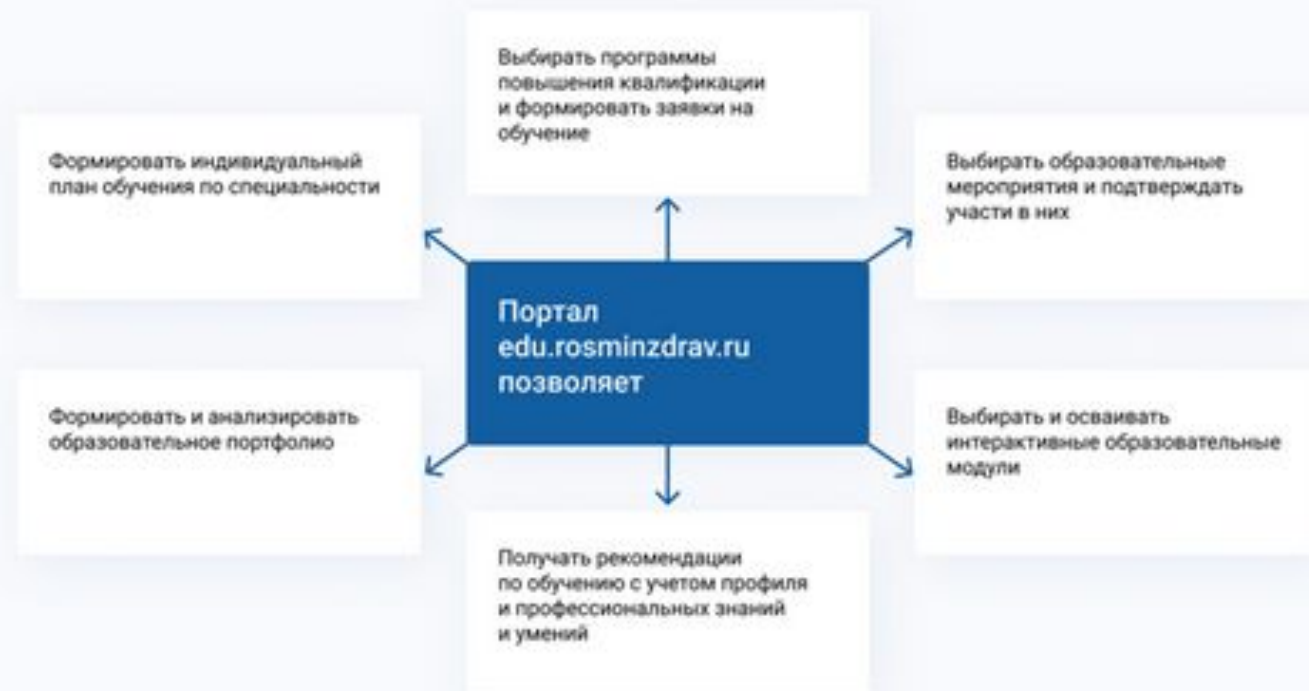 Выбирать программы
повышения квалификации
и формировать заявки на
обучение
Формировать индивидуальный
план обучения по специальности
Выбирать образовательные
мероприятия и подтверждать
участи в них
Портал
edu.rosminzdrav.ru
позволяет
Формировать и анализировать
образовательное портфолио
Выбирать и осваивать
интерактивные образовательные
модули
Получать рекомендации
по обучению с учетом профиля
и профессиональных знаний
и умений